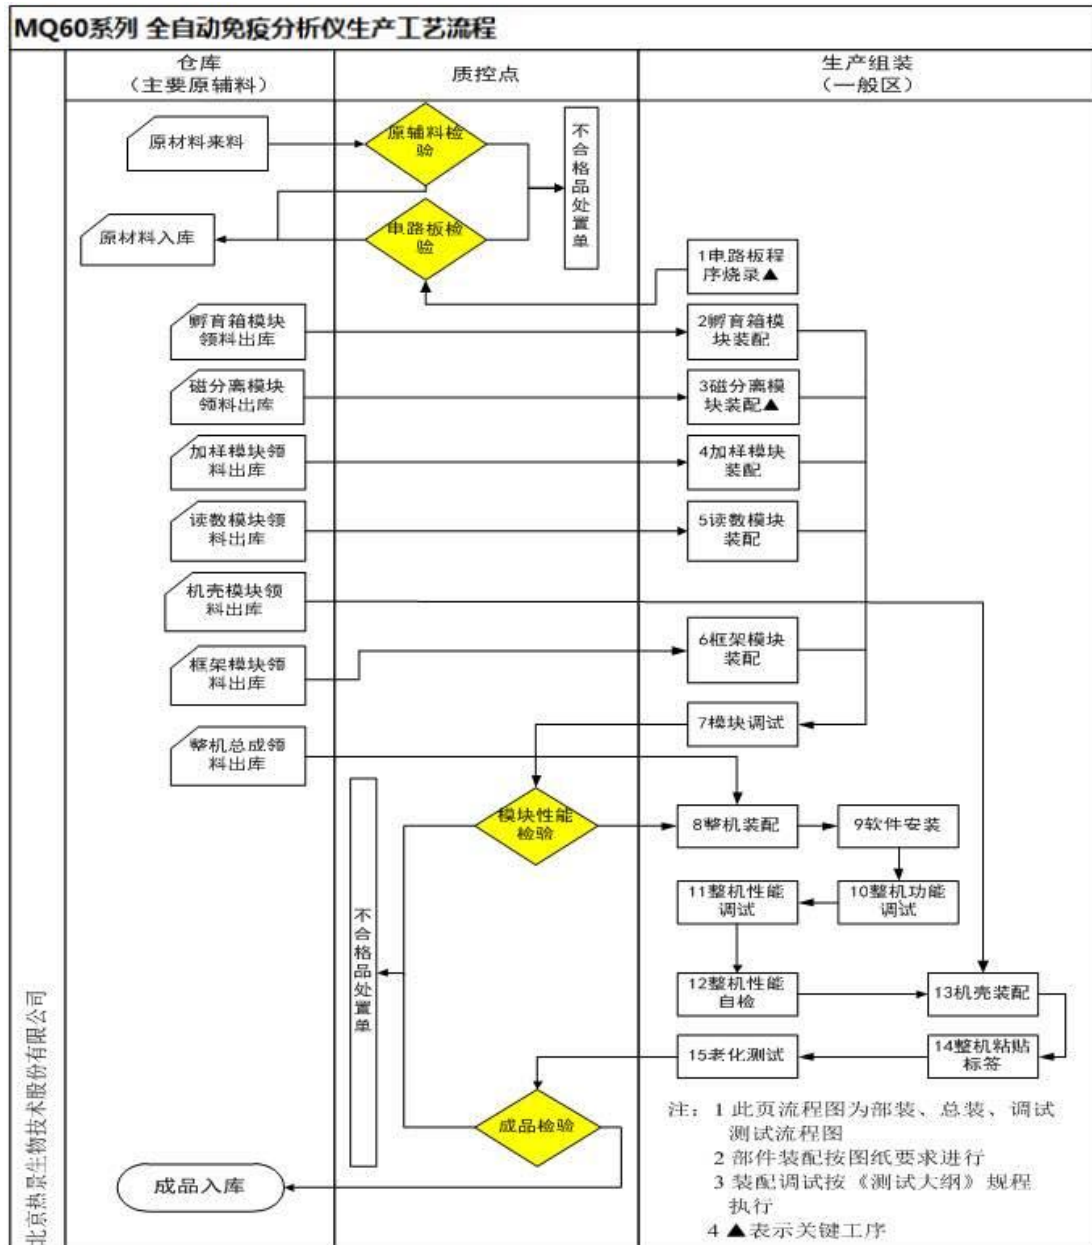 MQ60系列 全自动免疫分析仪生产工艺流程
仓库
（主要原辅料）
质控点
生产组装
（一般区）
原材料来料
原辅料检
验
不合格品处置单
原材料入库
电路板检
验
1电路板程
序烧录▲
孵育箱模块
领料出库
2孵育箱模
块装配
磁分离模块
领料出库
3磁分离模
块装配▲
加样模块领
料出库
4加样模块
装配
读数模块领
料出库
5读数模块
装配
机壳模块领
料出库
框架模块领
料出库
6框架模块
装配
7模块调试
整机总成领
料出库
模块性能
检验
8整机装配
9软件安装
11整机性能
调试
10整机功能
调试
不合格品处置单
12整机性能
自检
13机壳装配
15老化测试
14整机粘贴
标签
成品检验
成品入库
注：1 此页流程图为部装、总装、调试
测试流程图
2 部件装配按图纸要求进行
3 装配调试按《测试大纲》规程
执行
4 ▲表示关键工序
北京热景生物技术股份有限公司